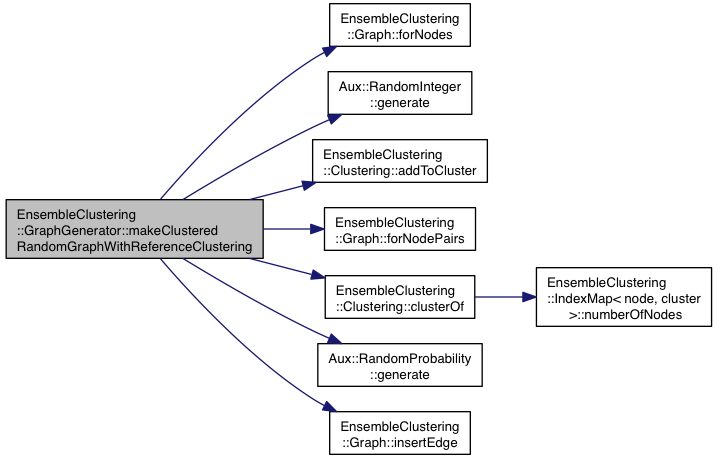 EnsembleClustering
::Graph::forNodes
Aux::RandomInteger
::generate
EnsembleClustering
::Clustering::addToCluster
EnsembleClustering
::GraphGenerator::makeClustered
RandomGraphWithReferenceClustering
EnsembleClustering
::Graph::forNodePairs
EnsembleClustering
::Clustering::clusterOf
EnsembleClustering
::IndexMap< node, cluster
>::numberOfNodes
Aux::RandomProbability
::generate
EnsembleClustering
::Graph::insertEdge